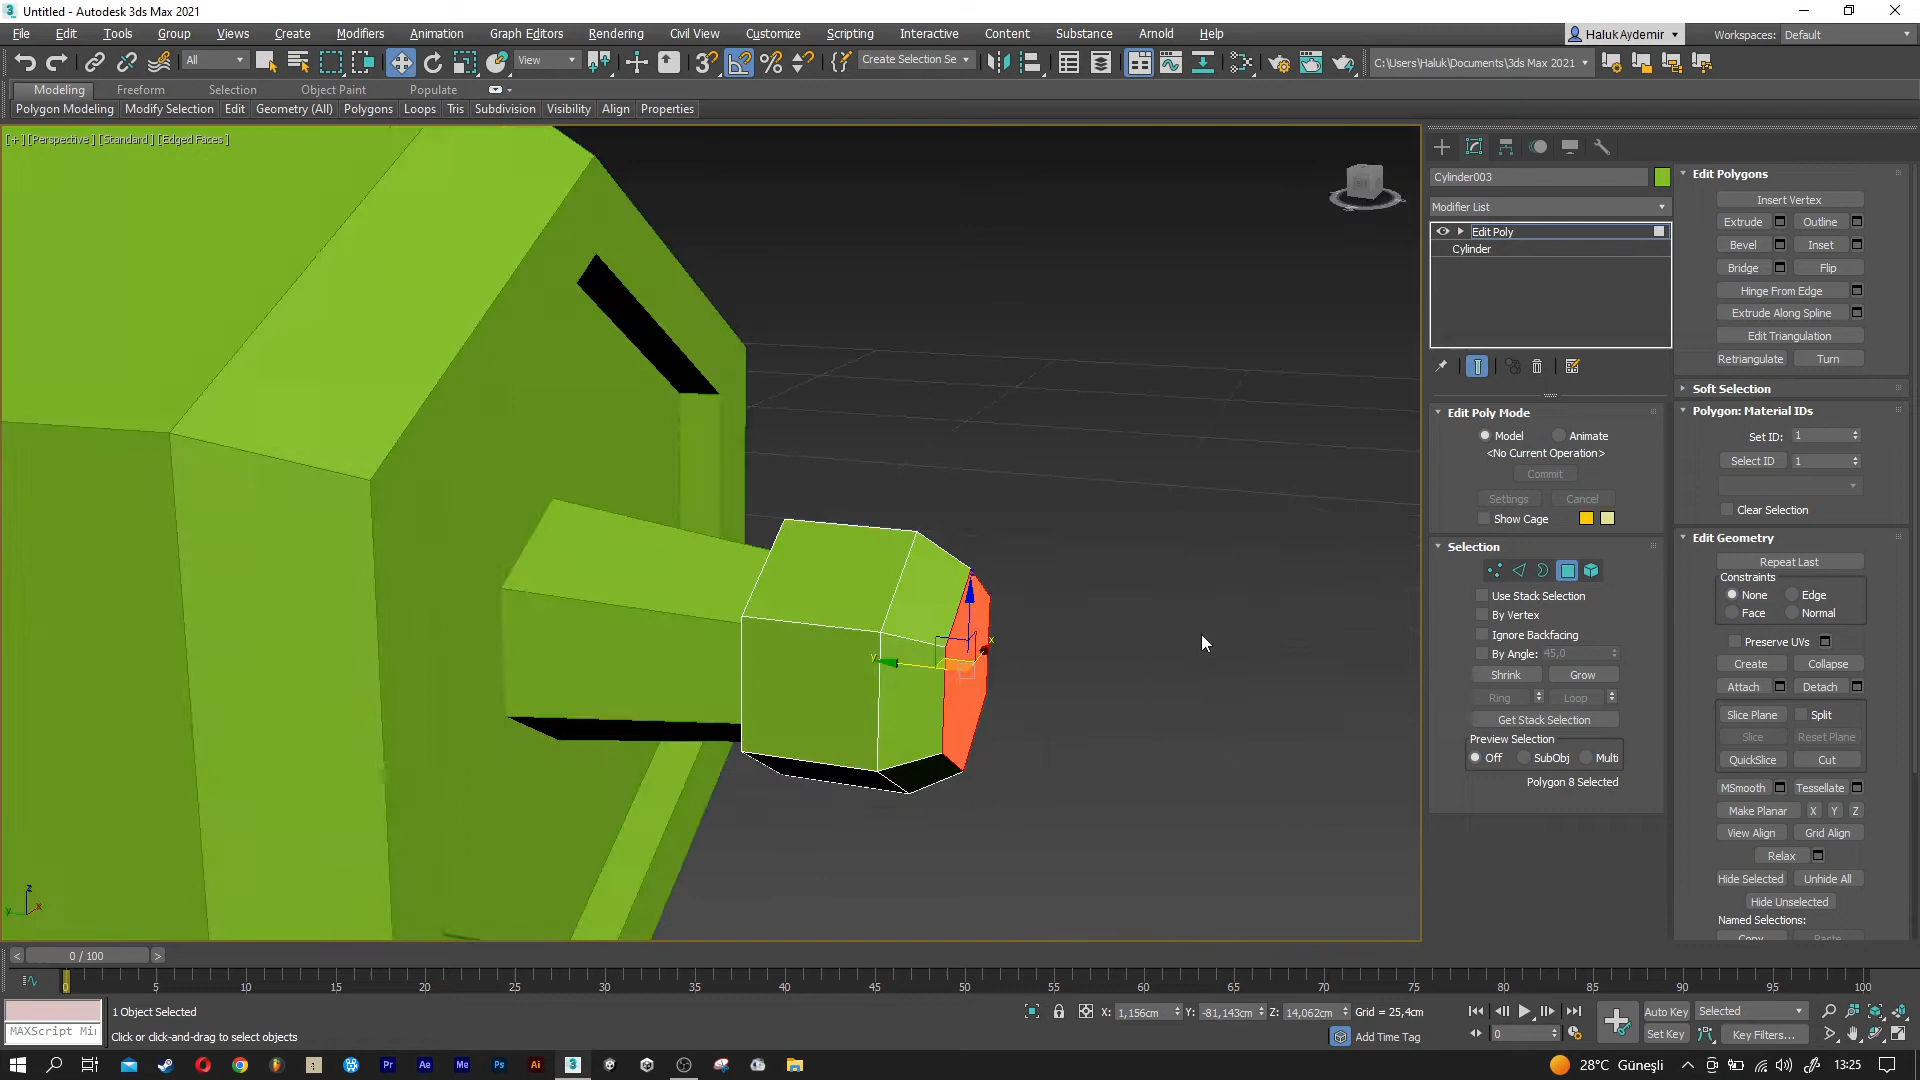 Untitled - Autodesk 3ds Max 2021
File Edit Tools Group Views Create Modifiers Animation Graph Editors Rendering Civil View Customize Scripting Interactive Content Substance Arnold Help
Haluk Aydemir
Workspaces: Default
All
View
Create Selection Se
C:\Users\Haluk\Documents\3ds Max 2021
Modeling Freeform Selection Object Paint Populate
Polygon Modeling Modify Selection Edit Geometry (All) Polygons Loops Tris Subdivision Visibility Align Properties
[+] [Perspective] [Standard] [Edged Faces]
Cylinder003
Modifier List
Edit Poly
Cylinder
Edit Poly Mode
Model Animate
<No Current Operation>
Commit
Settings Cancel
Show Cage
Selection
Use Stack Selection
By Vertex
Ignore Backfacing
By Angle: 45,0
Shrink Grow
Ring Loop
Get Stack Selection
Preview Selection
Off SubObj Multi
Polygon 8 Selected
Edit Polygons
Insert Vertex
Extrude Outline
Bevel Inset
Bridge Flip
Hinge From Edge
Extrude Along Spline
Edit Triangulation
Retriangulate Turn
Soft Selection
Polygon: Material IDs
Set ID: 1
Select ID 1
Clear Selection
Edit Geometry
Repeat Last
Constraints
None Edge
Face Normal
Preserve UVs
Create Collapse
Attach Detach
Slice Plane Split
Slice Reset Plane
QuickSlice Cut
MSmooth Tessellate
Make Planar X Y Z
View Align Grid Align
Relax
Hide Selected Unhide All
Hide Unselected
Named Selections:
Copy Paste
x
y
z
x
y
< 0 / 100 >
0 5 10 15 20 25 30 35 40 45 50 55 60 65 70 75 80 85 90 95 100
1 Object Selected
X: 1,156cm Y: -81,143cm Z: 14,062cm Grid = 25,4cm
Auto Key Selected
MAXScript Mi
Click or click-and-drag to select objects
Add Time Tag
0
Set Key Key Filters...
Pr Ae Me Ps Ai 3
28°C Güneşli
13:25